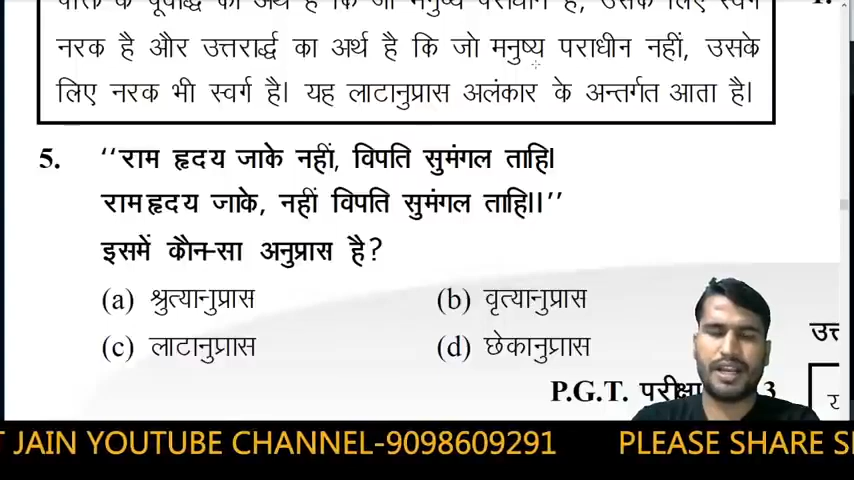 नरक है और उत्तरार्द्ध का अर्थ है कि जो मनुष्य पराधीन नहीं, उसके
लिए नरक भी स्वर्ग है। यह लाटानुप्रास अलंकार के अन्तर्गत आता है।
5. ‘‘राम हृदय जाके नहीं, विपति सुमंगल ताहि।
राम हृदय जाके, नहीं विपति सुमंगल ताहि।।’’
इसमें कौन-सा अनुप्रास है?
(a) श्रुत्यानुप्रास (b) वृत्यानुप्रास
(c) लाटानुप्रास (d) छेकानुप्रास
P.G.T. परीक्षा
JAIN YOUTUBE CHANNEL-9098609291 PLEASE SHARE